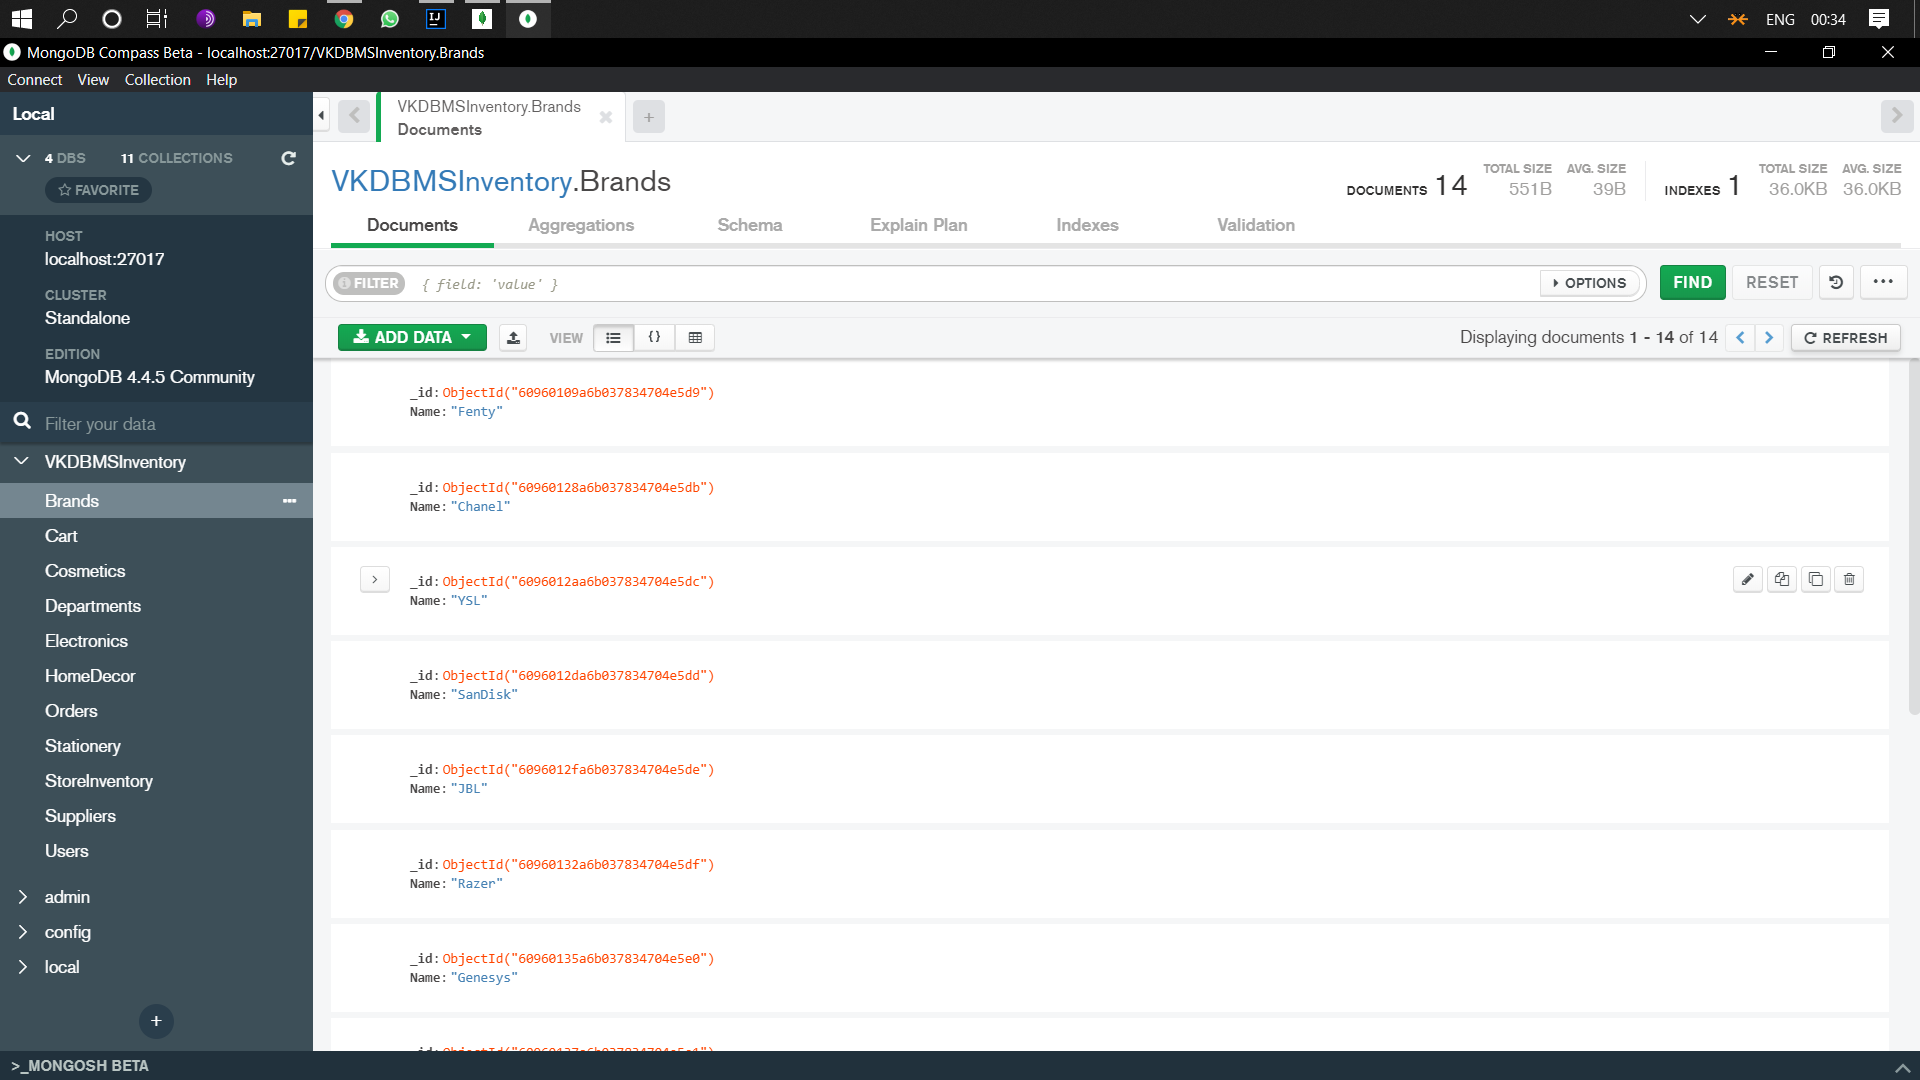 ENG 00:34
MongoDB Compass Beta - localhost:27017/VKDBMSInventory.Brands
Connect View Collection Help
Local
4 DBS 11 COLLECTIONS
FAVORITE
HOST
localhost:27017
CLUSTER
Standalone
EDITION
MongoDB 4.4.5 Community
Filter your data
VKDBMSInventory
Brands
Cart
Cosmetics
Departments
Electronics
HomeDecor
Orders
Stationery
StoreInventory
Suppliers
Users
admin
config
local
+
VKDBMSInventory.Brands
Documents
+
VKDBMSInventory.Brands
DOCUMENTS 14 TOTAL SIZE 551B AVG. SIZE 39B INDEXES 1 TOTAL SIZE 36.0KB AVG. SIZE 36.0KB
Documents Aggregations Schema Explain Plan Indexes Validation
FILTER { field: 'value' } OPTIONS FIND RESET
ADD DATA VIEW {} Displaying documents 1 - 14 of 14 REFRESH
_id: ObjectId("60960109a6b037834704e5d9")
Name: "Fenty"
_id: ObjectId("60960128a6b037834704e5db")
Name: "Chanel"
_id: ObjectId("6096012aa6b037834704e5dc")
Name: "YSL"
_id: ObjectId("6096012da6b037834704e5dd")
Name: "SanDisk"
_id: ObjectId("6096012fa6b037834704e5de")
Name: "JBL"
_id: ObjectId("60960132a6b037834704e5df")
Name: "Razer"
_id: ObjectId("60960135a6b037834704e5e0")
Name: "Genesys"
>_MONGOSH BETA